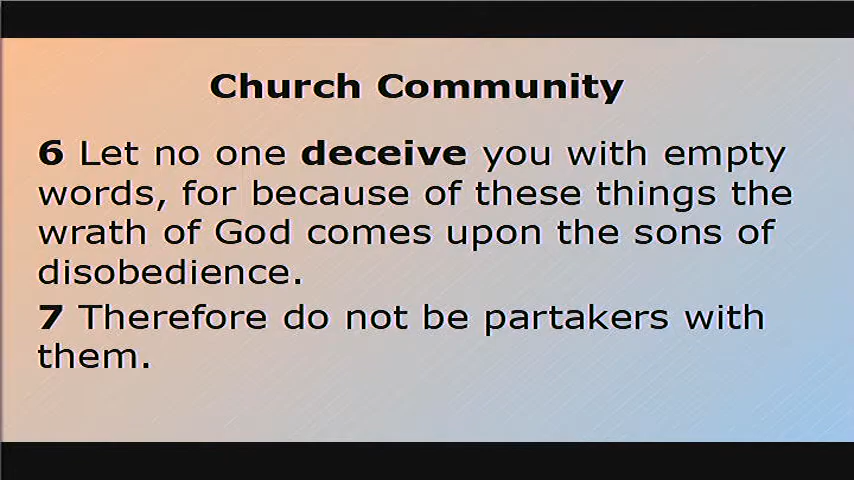 Church Community
6 Let no one deceive you with empty
words, for because of these things the
wrath of God comes upon the sons of
disobedience.
7 Therefore do not be partakers with
them.